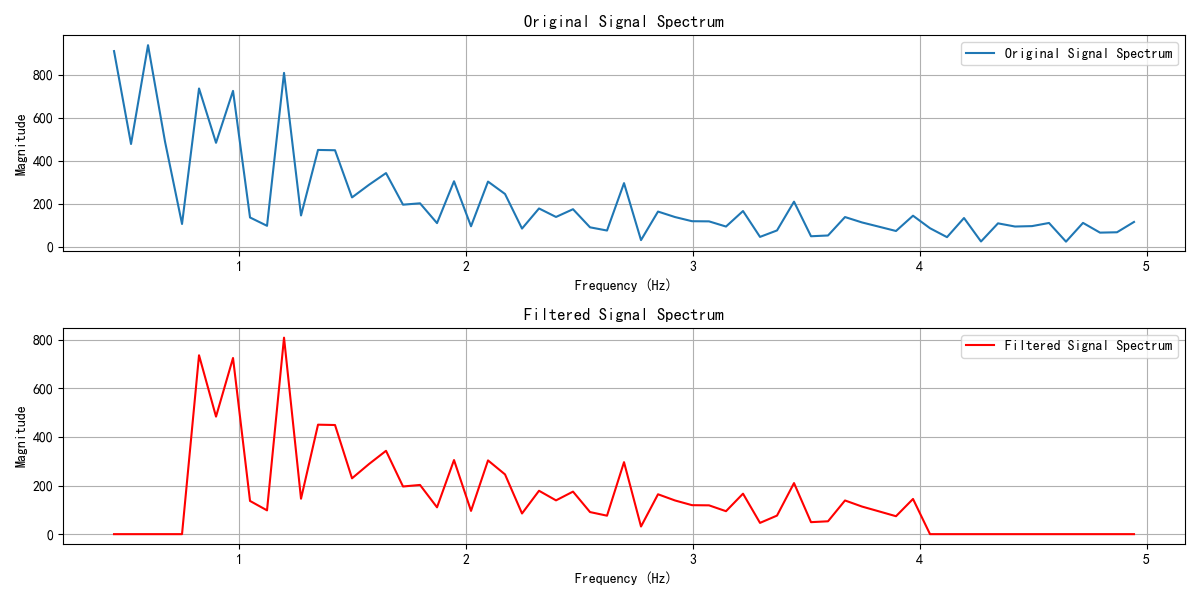 Original Signal Spectrum
Original Signal Spectrum
800
600
400
200
0
Magnitude
1 2 3 4 5
Frequency (Hz)
Filtered Signal Spectrum
Filtered Signal Spectrum
800
600
400
200
0
Magnitude
1 2 3 4 5
Frequency (Hz)